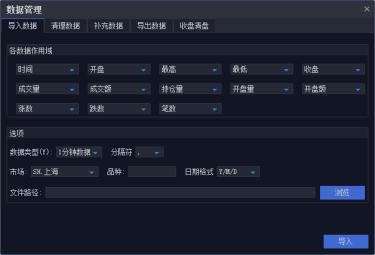 数据管理
导入数据 清理数据 补充数据 导出数据 收盘清盘
各数据作用域
时间 开盘 最高 最低 收盘
成交量 成交额 持仓量 开盘量 开盘额
张数 跌数 笔数
选项
数据类型(Y): 1分钟数据 分隔符 ,
市场: SH.上海 品种: 日期格式 Y/M/D
文件路径: 浏览
导入